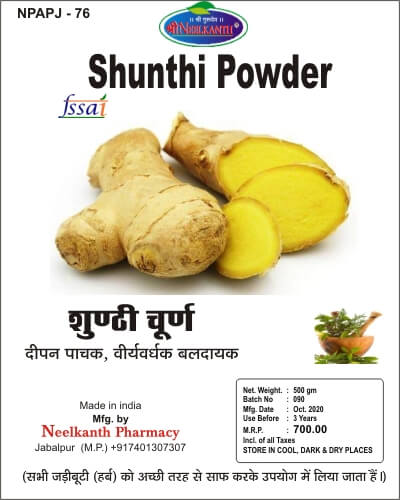 NPAPJ - 76
।। श्री गुरूदेव ।।
श्री NEELKANTH
Shunthi Powder
fssai
शुण्ठी चूर्ण
दीपन पाचक, वीर्यवर्धक बलदायक
Made in india
Mfg. by
Neelkanth Pharmacy
Jabalpur (M.P.) +917401307307
Net. Weight. : 500 gm
Batch No : 090
Mfg. Date : Oct. 2020
Use Before : 3 Years
M.R.P. : 700.00
Incl. of all Taxes
STORE IN COOL, DARK & DRY PLACES
(सभी जड़ीबूटी (हर्ब) को अच्छी तरह से साफ करके उपयोग में लिया जाता हैं।)